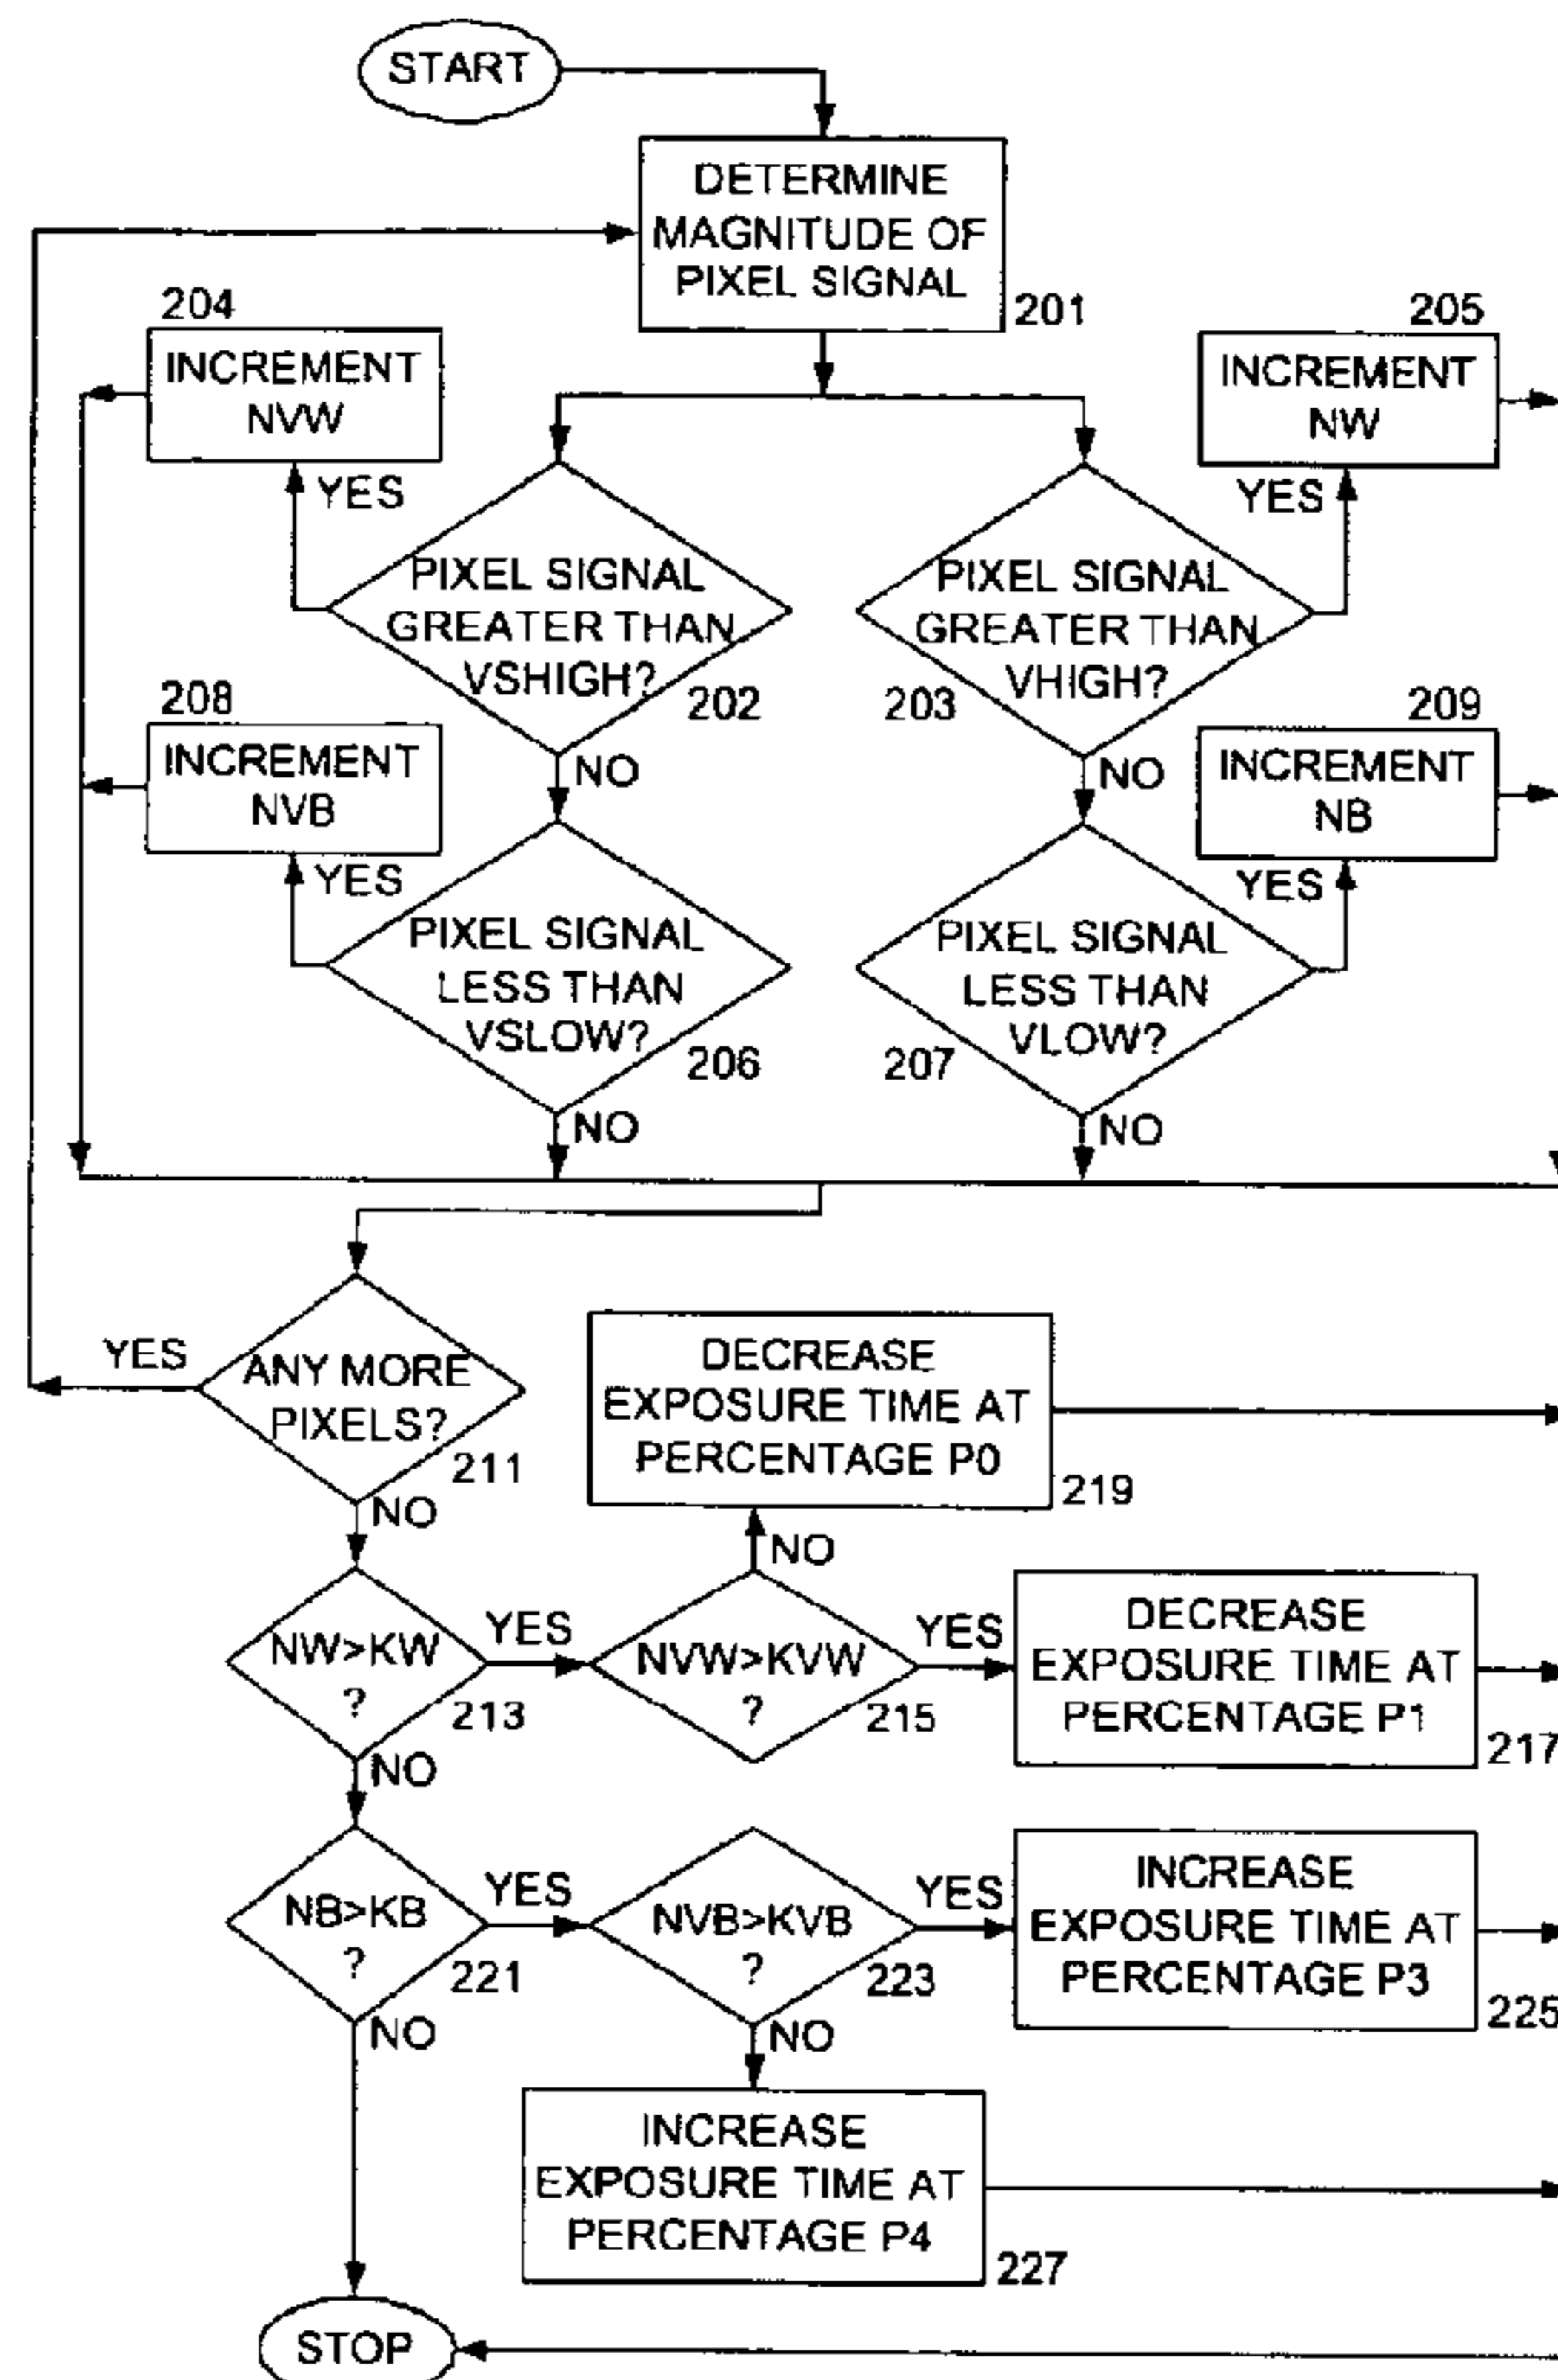 START
DETERMINE
MAGNITUDE OF
PIXEL SIGNAL
201
204
INCREMENT
NVW
205
INCREMENT
NW
YES
YES
PIXEL SIGNAL
GREATER THAN
VSHIGH?
202
PIXEL SIGNAL
GREATER THAN
VHIGH?
203
208
INCREMENT
NVB
NO
NO
209
INCREMENT
NB
YES
YES
PIXEL SIGNAL
LESS THAN
VSLOW?
206
PIXEL SIGNAL
LESS THAN
VLOW?
207
NO
NO
YES
ANY MORE
PIXELS?
211
DECREASE
EXPOSURE TIME AT
PERCENTAGE P0
219
NO
NO
NW>KW
?
213
YES
NVW>KVW
?
215
YES
DECREASE
EXPOSURE TIME AT
PERCENTAGE P1
217
NO
NB>KB
?
221
YES
NVB>KVB
?
223
YES
INCREASE
EXPOSURE TIME AT
PERCENTAGE P3
225
NO
NO
INCREASE
EXPOSURE TIME AT
PERCENTAGE P4
227
STOP